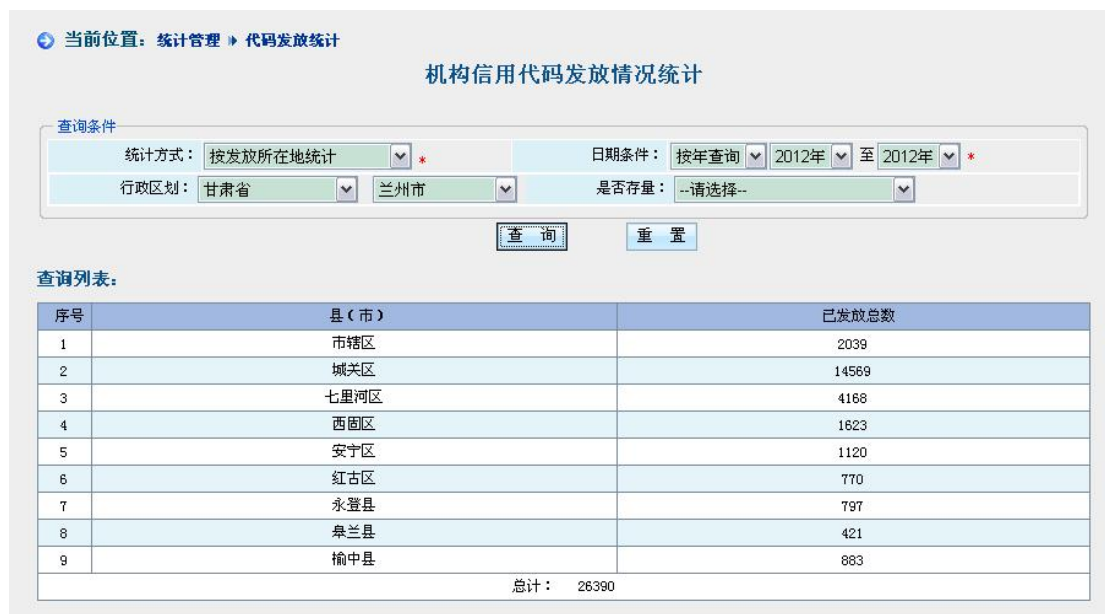 当前位置：统计管理 代码发放统计
机构信用代码发放情况统计
查询条件
统计方式： 按发放所在地统计 * 日期条件： 按年查询 2012年 至 2012年 *
行政区划： 甘肃省 兰州市 是否存量： --请选择--
查 询 重 置
查询列表：
序号 县(市) 已发放总数
1 市辖区 2039
2 城关区 14569
3 七里河区 4168
4 西固区 1623
5 安宁区 1120
6 红古区 770
7 永登县 797
8 皋兰县 421
9 榆中县 883
总计： 26390